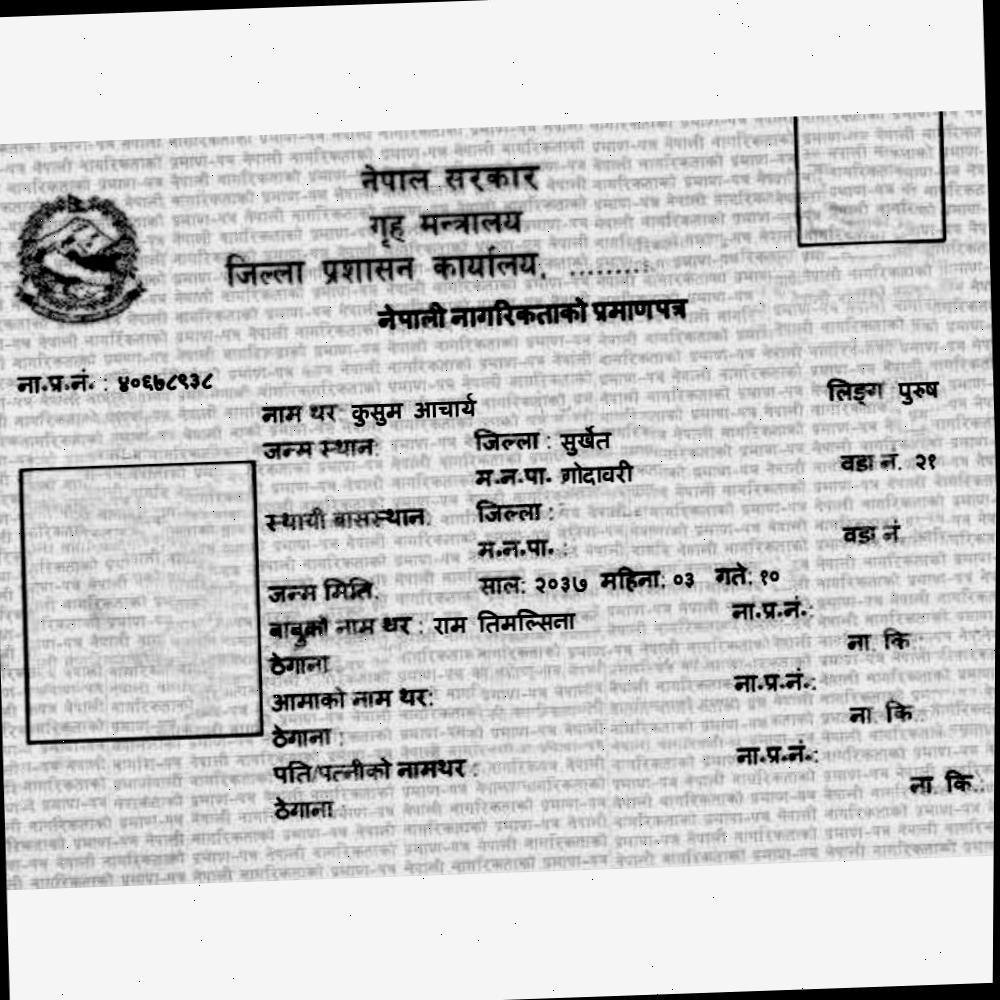 नेपाल सरकार
गृह मन्त्रालय
जिल्ला प्रशासन कार्यालय, .........
नेपाली नागरिकताको प्रमाणपत्र
ना.प्र.नं. : ४०६७८९३८
लिङ्ग पुरुष
नाम थर कुसुम आचार्य
जन्म स्थान: जिल्ला : सुर्खेत
म.न.पा. गोदावरी वडा नं. २१
स्थायी बासस्थान: जिल्ला :
म.न.पा. : वडा नं
जन्म मिति: साल: २०३७ महिना: ०३ गते: १०
बाबुको नाम थर : राम तिमल्सिना ना.प्र.नं.:
ठेगाना ना. कि.:
आमाको नाम थर: ना.प्र.नं.:
ठेगाना : ना. कि.:
पति/पत्नीको नामथर : ना.प्र.नं.:
ठेगाना : ना. कि.: